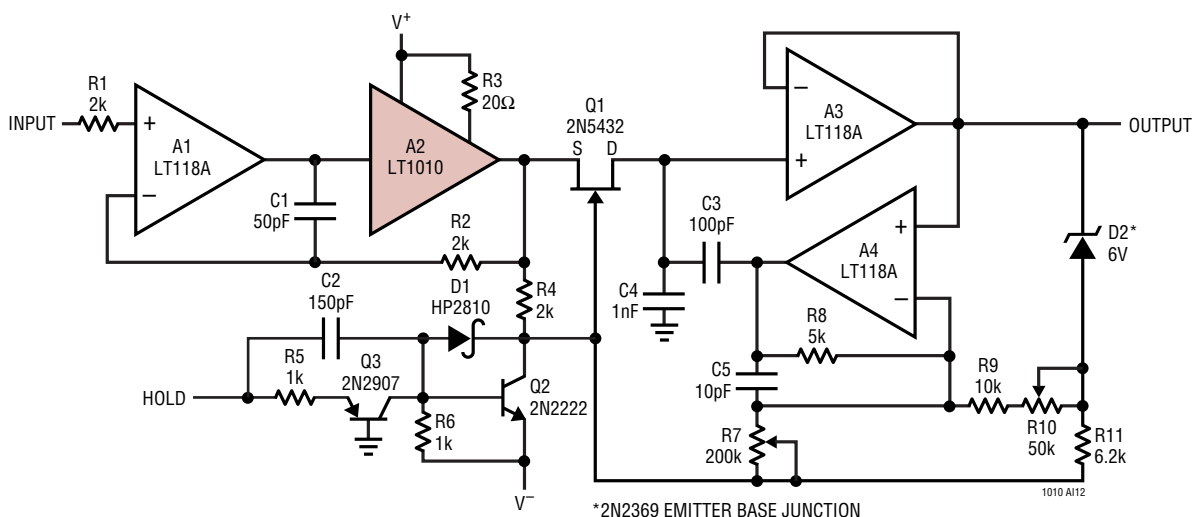 V+
R3
20Ω
R1
2k
INPUT
+
−
A1
LT118A
A2
LT1010
C1
50pF
R2
2k
Q1
2N5432
S D
−
+
A3
LT118A
OUTPUT
C3
100pF
+
−
A4
LT118A
D2*
6V
C2
150pF
D1
HP2810
R4
2k
C4
1nF
R8
5k
HOLD
R5
1k
Q3
2N2907
Q2
2N2222
R6
1k
C5
10pF
R9
10k
R10
50k
R7
200k
R11
6.2k
V−
1010 AI12
*2N2369 EMITTER BASE JUNCTION